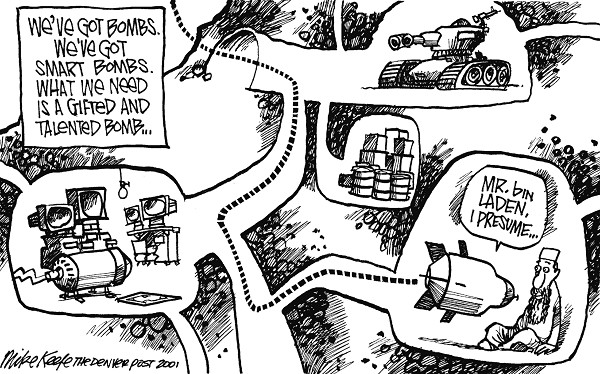 WE'VE GOT BOMBS.
WE'VE GOT
SMART BOMBS.
WHAT WE NEED
IS A GIFTED AND
TALENTED BOMB...
MR. bin
LADEN,
I PRESUME...
Mike Keefe THE DENVER POST 2001